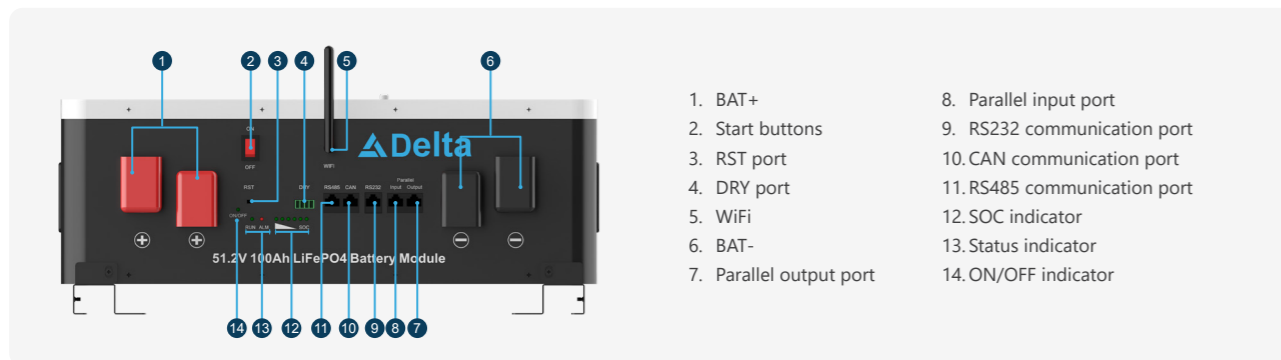 1 2 3 4 5 6
ON
OFF
Delta
WIFI
RST
DRY
RS485 CAN RS232
Parallel
Input Output
ON/OFF
RUN ALM SOC
51.2V 100Ah LiFePO4 Battery Module
14 13 12 11 10 9 8 7
1. BAT+
2. Start buttons
3. RST port
4. DRY port
5. WiFi
6. BAT-
7. Parallel output port
8. Parallel input port
9. RS232 communication port
10. CAN communication port
11. RS485 communication port
12. SOC indicator
13. Status indicator
14. ON/OFF indicator